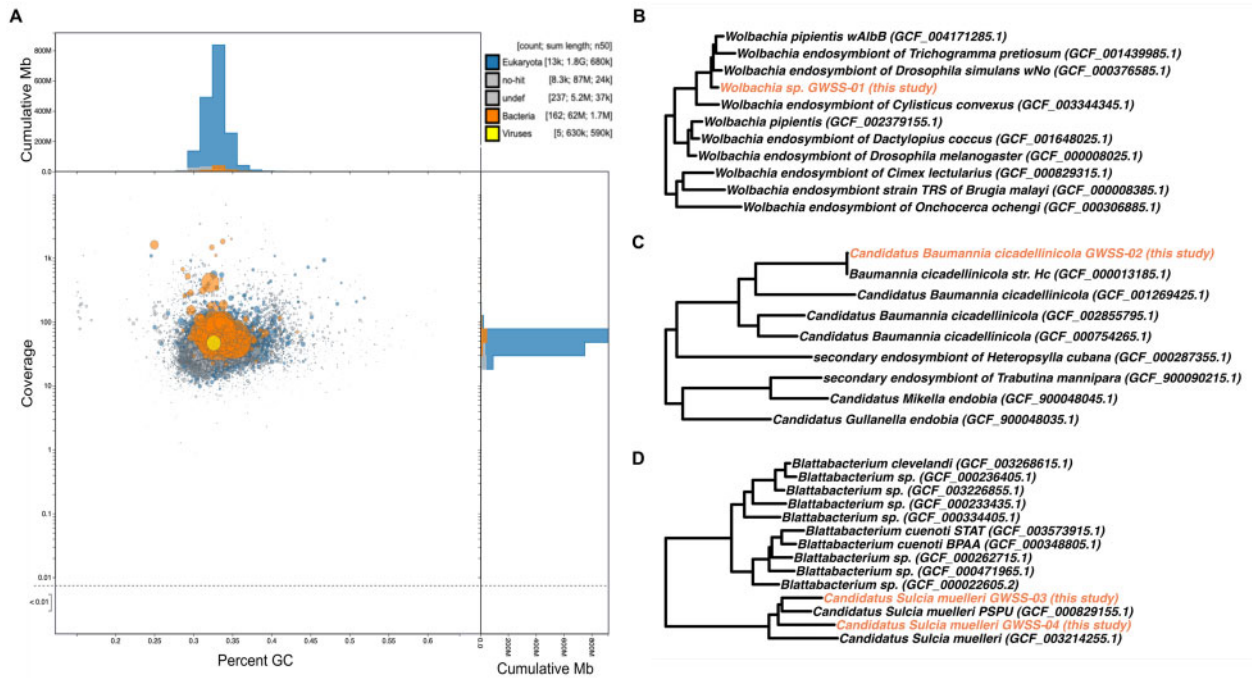 A
Cumulative Mb
800M
600M
400M
200M
0.0
[count; sum length; n50]
Eukaryota [13k; 1.8G; 680k]
no-hit [8.3k; 87M; 24k]
undef [237; 5.2M; 37k]
Bacteria [162; 62M; 1.7M]
Viruses [5; 630k; 590k]
Coverage
1k
100
10
1
0.1
0.01
< 0.01
0.2
0.25
0.3
0.35
0.4
0.45
0.5
0.55
0.6
Percent GC
0.0
200M
400M
600M
800M
Cumulative Mb
B
Wolbachia pipientis wAlbB (GCF_004171285.1)
Wolbachia endosymbiont of Trichogramma pretiosum (GCF_001439985.1)
Wolbachia endosymbiont of Drosophila simulans wNo (GCF_000376585.1)
Wolbachia sp. GWSS-01 (this study)
Wolbachia endosymbiont of Cylisticus convexus (GCF_003344345.1)
Wolbachia pipientis (GCF_002379155.1)
Wolbachia endosymbiont of Dactylopius coccus (GCF_001648025.1)
Wolbachia endosymbiont of Drosophila melanogaster (GCF_000008025.1)
Wolbachia endosymbiont of Cimex lectularius (GCF_000829315.1)
Wolbachia endosymbiont strain TRS of Brugia malayi (GCF_000008385.1)
Wolbachia endosymbiont of Onchocerca ochengi (GCF_000306885.1)
C
Candidatus Baumannia cicadellinicola GWSS-02 (this study)
Baumannia cicadellinicola str. Hc (GCF_000013185.1)
Candidatus Baumannia cicadellinicola (GCF_001269425.1)
Candidatus Baumannia cicadellinicola (GCF_002855795.1)
Candidatus Baumannia cicadellinicola (GCF_000754265.1)
secondary endosymbiont of Heteropsylla cubana (GCF_000287355.1)
secondary endosymbiont of Trabutina mannipara (GCF_900090215.1)
Candidatus Mikella endobia (GCF_900048045.1)
Candidatus Gullanella endobia (GCF_900048035.1)
D
Blattabacterium clevelandi (GCF_003268615.1)
Blattabacterium sp. (GCF_000236405.1)
Blattabacterium sp. (GCF_003226855.1)
Blattabacterium sp. (GCF_000233435.1)
Blattabacterium sp. (GCF_000334405.1)
Blattabacterium cuenoti STAT (GCF_003573915.1)
Blattabacterium cuenoti BPAA (GCF_000348805.1)
Blattabacterium sp. (GCF_000262715.1)
Blattabacterium sp. (GCF_000471965.1)
Blattabacterium sp. (GCF_000022605.2)
Candidatus Sulcia muelleri GWSS-03 (this study)
Candidatus Sulcia muelleri PSPU (GCF_000829155.1)
Candidatus Sulcia muelleri GWSS-04 (this study)
Candidatus Sulcia muelleri (GCF_003214255.1)